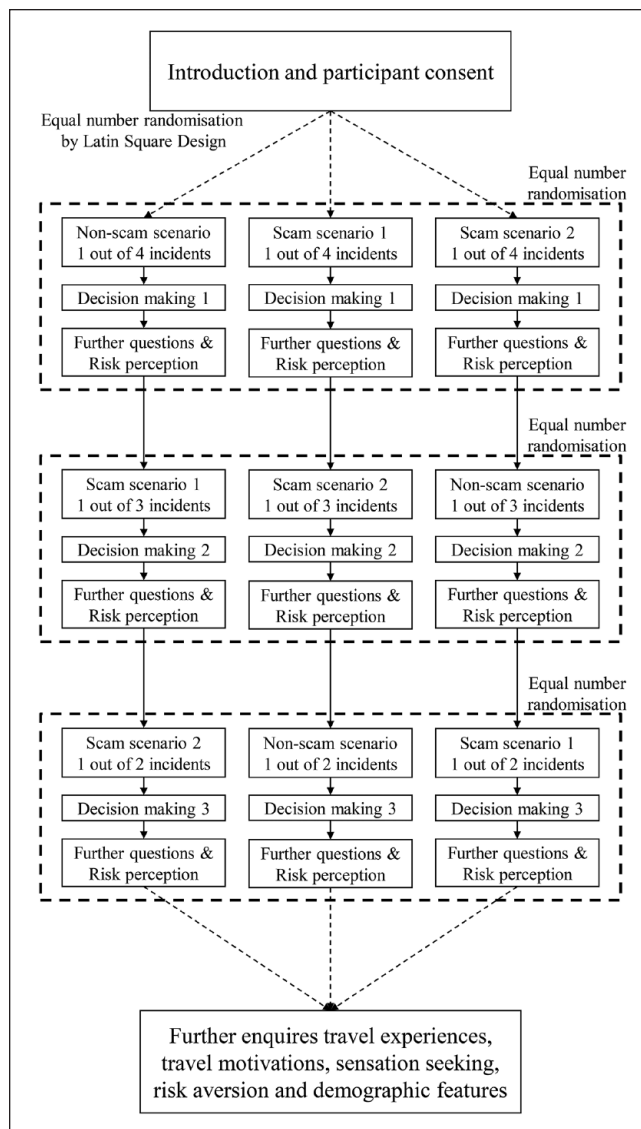 Introduction and participant consent
Equal number randomisation
by Latin Square Design
Equal number
randomisation
Non-scam scenario
1 out of 4 incidents
Scam scenario 1
1 out of 4 incidents
Scam scenario 2
1 out of 4 incidents
Decision making 1
Decision making 1
Decision making 1
Further questions &
Risk perception
Further questions &
Risk perception
Further questions &
Risk perception
Equal number
randomisation
Scam scenario 1
1 out of 3 incidents
Scam scenario 2
1 out of 3 incidents
Non-scam scenario
1 out of 3 incidents
Decision making 2
Decision making 2
Decision making 2
Further questions &
Risk perception
Further questions &
Risk perception
Further questions &
Risk perception
Equal number
randomisation
Scam scenario 2
1 out of 2 incidents
Non-scam scenario
1 out of 2 incidents
Scam scenario 1
1 out of 2 incidents
Decision making 3
Decision making 3
Decision making 3
Further questions &
Risk perception
Further questions &
Risk perception
Further questions &
Risk perception
Further enquires travel experiences,
travel motivations, sensation seeking,
risk aversion and demographic features